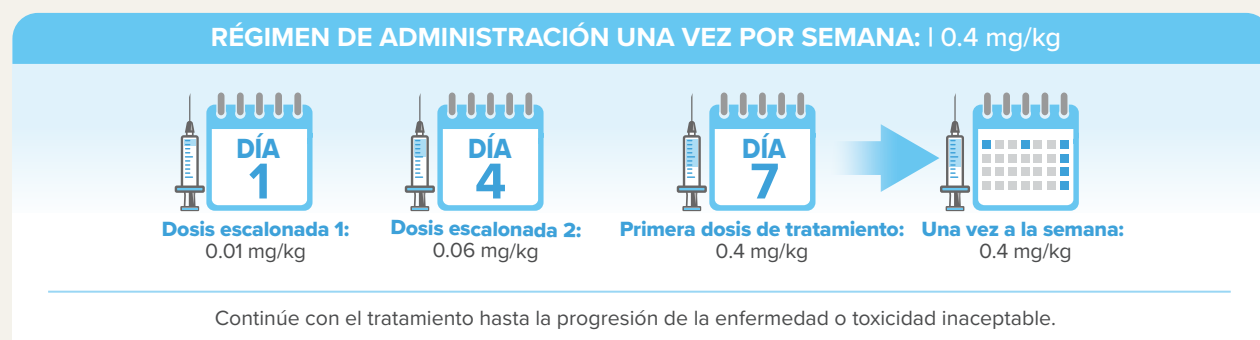 RÉGIMEN DE ADMINISTRACIÓN UNA VEZ POR SEMANA: | 0.4 mg/kg
DÍA
1
DÍA
4
DÍA
7
Dosis escalonada 1:
0.01 mg/kg
Dosis escalonada 2:
0.06 mg/kg
Primera dosis de tratamiento:
0.4 mg/kg
Una vez a la semana:
0.4 mg/kg
Continúe con el tratamiento hasta la progresión de la enfermedad o toxicidad inaceptable.